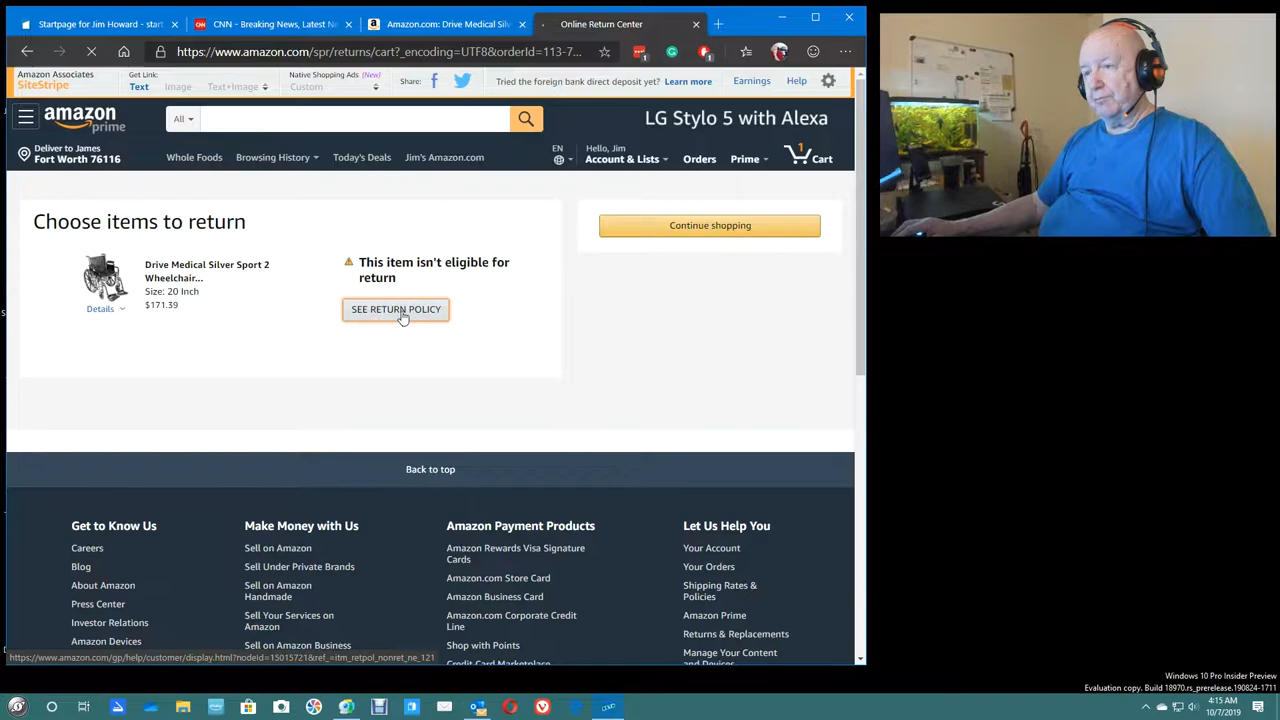 Startpage for Jim Howard - start
CNN - Breaking News, Latest Ne
Amazon.com: Drive Medical Silv
Online Return Center
https://www.amazon.com/spr/returns/cart?_encoding=UTF8&orderId=113-7...
Amazon Associates
SiteStripe
Get Link:
Text Image Text+Image
Native Shopping Ads (New)
Custom
Share:
Tried the foreign bank direct deposit yet? Learn more
Earnings
Help
amazon
prime
All
LG Stylo 5 with Alexa
Deliver to James
Fort Worth 76116
Whole Foods
Browsing History
Today's Deals
Jim's Amazon.com
EN
Hello, Jim
Account & Lists
Orders
Prime
1
Cart
Choose items to return
Drive Medical Silver Sport 2
Wheelchair...
Size: 20 Inch
$171.39
Details
This item isn't eligible for
return
SEE RETURN POLICY
Continue shopping
Back to top
Get to Know Us
Careers
Blog
About Amazon
Press Center
Investor Relations
Amazon Devices
Make Money with Us
Sell on Amazon
Sell Under Private Brands
Sell on Amazon
Handmade
Sell Your Services on
Amazon
Sell on Amazon Business
Amazon Payment Products
Amazon Rewards Visa Signature
Cards
Amazon.com Store Card
Amazon Business Card
Amazon.com Corporate Credit
Line
Shop with Points
Credit Card Marketplace
Let Us Help You
Your Account
Your Orders
Shipping Rates &
Policies
Amazon Prime
Returns & Replacements
Manage Your Content
and Devices
https://www.amazon.com/gp/help/customer/display.html?nodeId=15015721&ref_=itm_retpol_nonret_ne_121
Windows 10 Pro Insider Preview
Evaluation copy. Build 18970.rs_prerelease.190824-1711
4:15 AM
10/7/2019